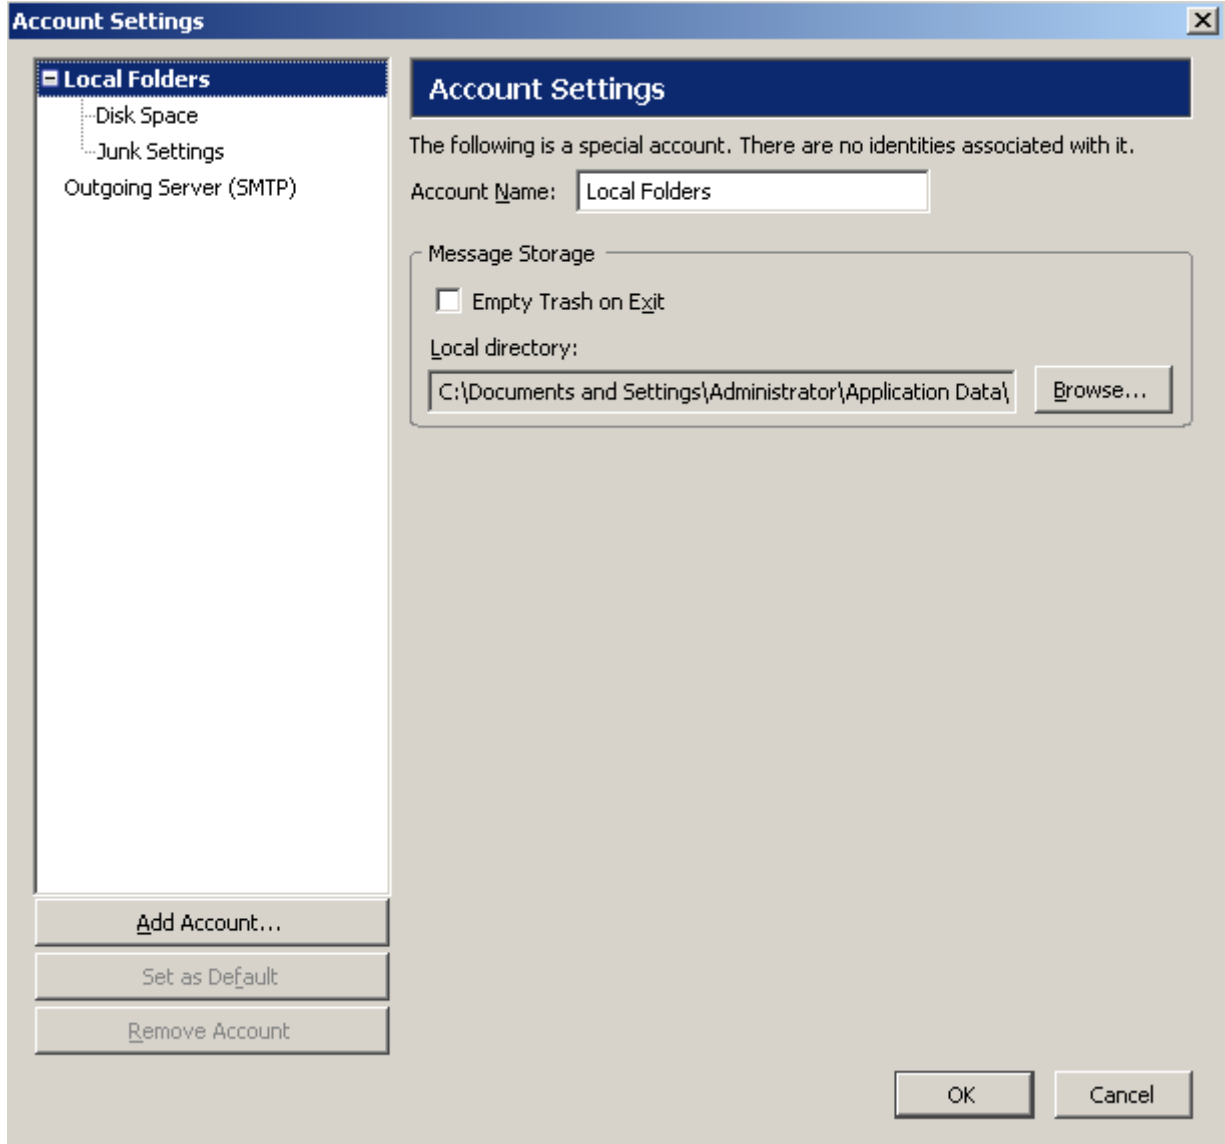 Account Settings
Local Folders
Disk Space
Junk Settings
Outgoing Server (SMTP)
Add Account...
Set as Default
Remove Account
Account Settings
The following is a special account. There are no identities associated with it.
Account Name: Local Folders
Message Storage
Empty Trash on Exit
Local directory:
C:\Documents and Settings\Administrator\Application Data\ Browse...
OK Cancel